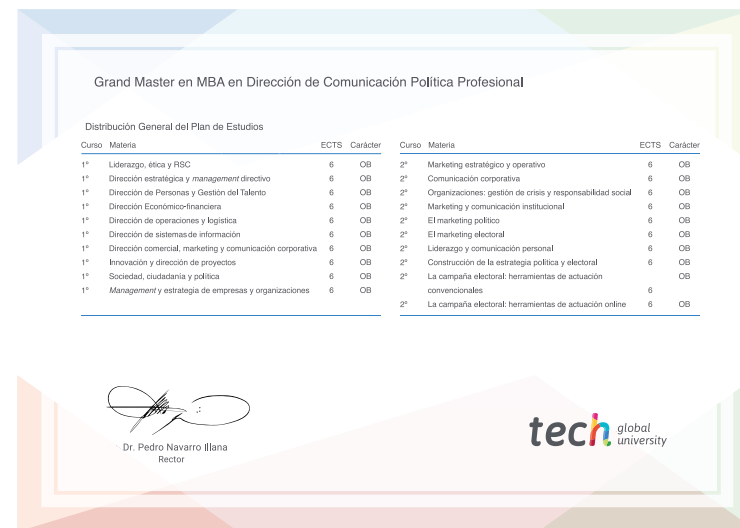 Grand Master en MBA en Dirección de Comunicación Política Profesional
Distribución General del Plan de Estudios
Curso Materia ECTS Carácter
1º Liderazgo, ética y RSC 6 OB
1º Dirección estratégica y management directivo 6 OB
1º Dirección de Personas y Gestión del Talento 6 OB
1º Dirección Económico-financiera 6 OB
1º Dirección de operaciones y logística 6 OB
1º Dirección de sistemas de información 6 OB
1º Dirección comercial, marketing y comunicación corporativa 6 OB
1º Innovación y dirección de proyectos 6 OB
1º Sociedad, ciudadanía y política 6 OB
1º Management y estrategia de empresas y organizaciones 6 OB
Curso Materia ECTS Carácter
2º Marketing estratégico y operativo 6 OB
2º Comunicación corporativa 6 OB
2º Organizaciones: gestión de crisis y responsabilidad social 6 OB
2º Marketing y comunicación institucional 6 OB
2º El marketing político 6 OB
2º El marketing electoral 6 OB
2º Liderazgo y comunicación personal 6 OB
2º Construcción de la estrategia política y electoral 6 OB
2º La campaña electoral: herramientas de actuación OB
convencionales 6
2º La campaña electoral: herramientas de actuación online 6 OB
Dr. Pedro Navarro Illana
Rector
tech global
university